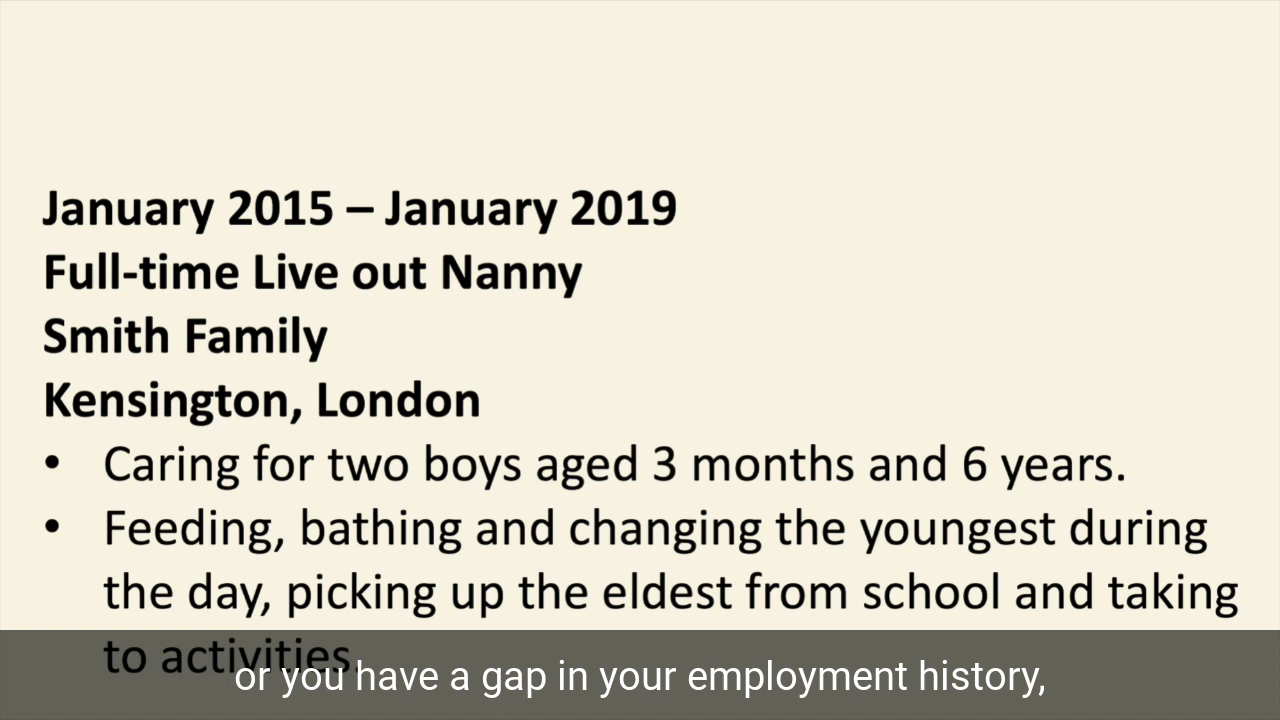 January 2015 – January 2019
Full-time Live out Nanny
Smith Family
Kensington, London
• Caring for two boys aged 3 months and 6 years.
• Feeding, bathing and changing the youngest during
the day, picking up the eldest from school and taking
to activities.
or you have a gap in your employment history,